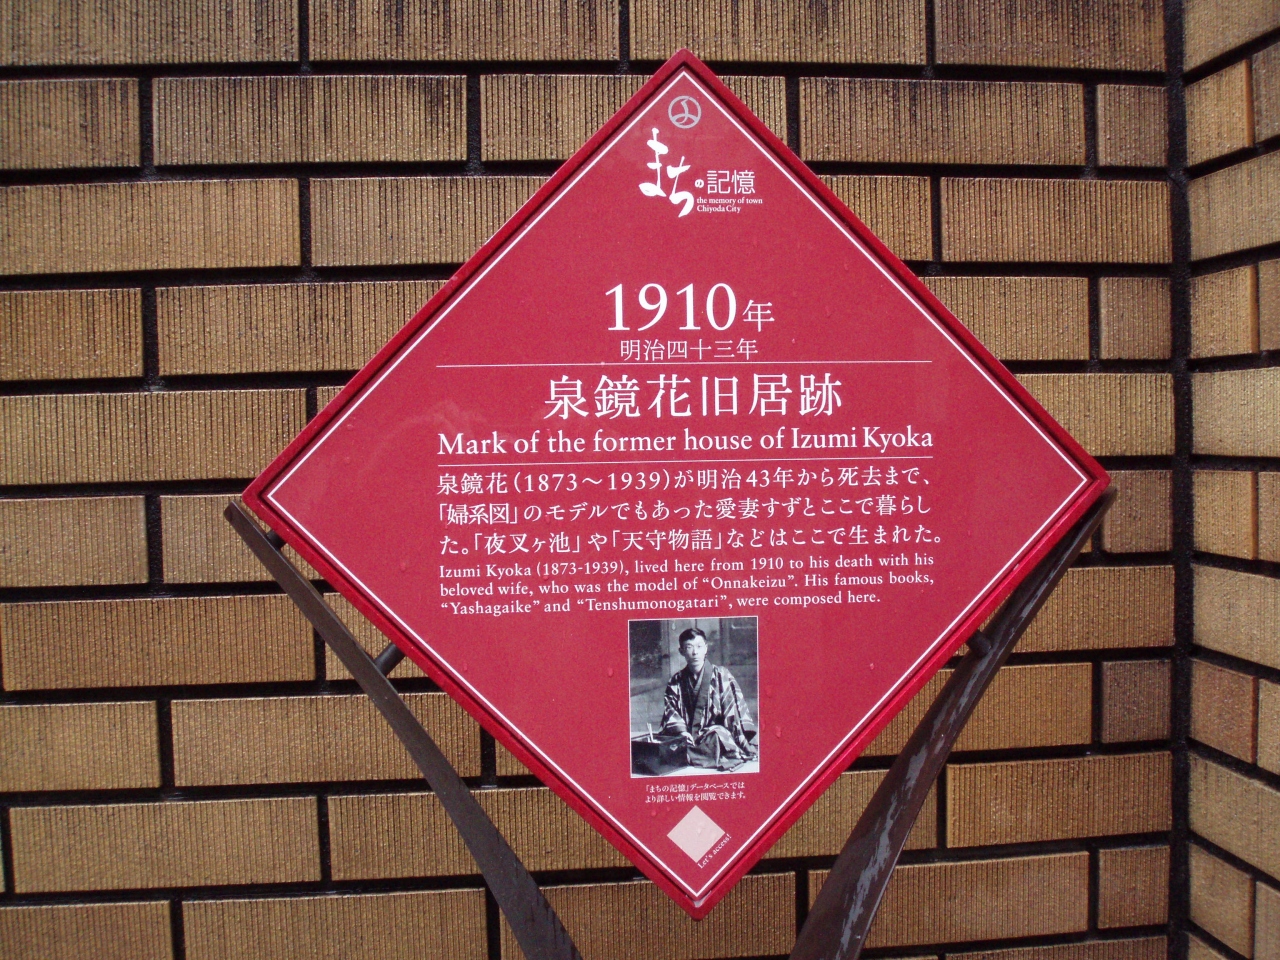 まちの記憶
the memory of town
Chiyoda City
1910年
明治四十三年
泉鏡花旧居跡
Mark of the former house of Izumi Kyoka
泉鏡花（1873〜1939）が明治43年から死去まで、
「婦系図」のモデルでもあった愛妻すずとここで暮らし
た。「夜叉ヶ池」や「天守物語」などはここで生まれた。
Izumi Kyoka (1873-1939), lived here from 1910 to his death with his
beloved wife, who was the model of “Onnakeizu”. His famous books,
“Yashagaike” and “Tenshumonogatari”, were composed here.
「まちの記憶」データベースでは
より詳しい情報を閲覧できます。
Let's access!